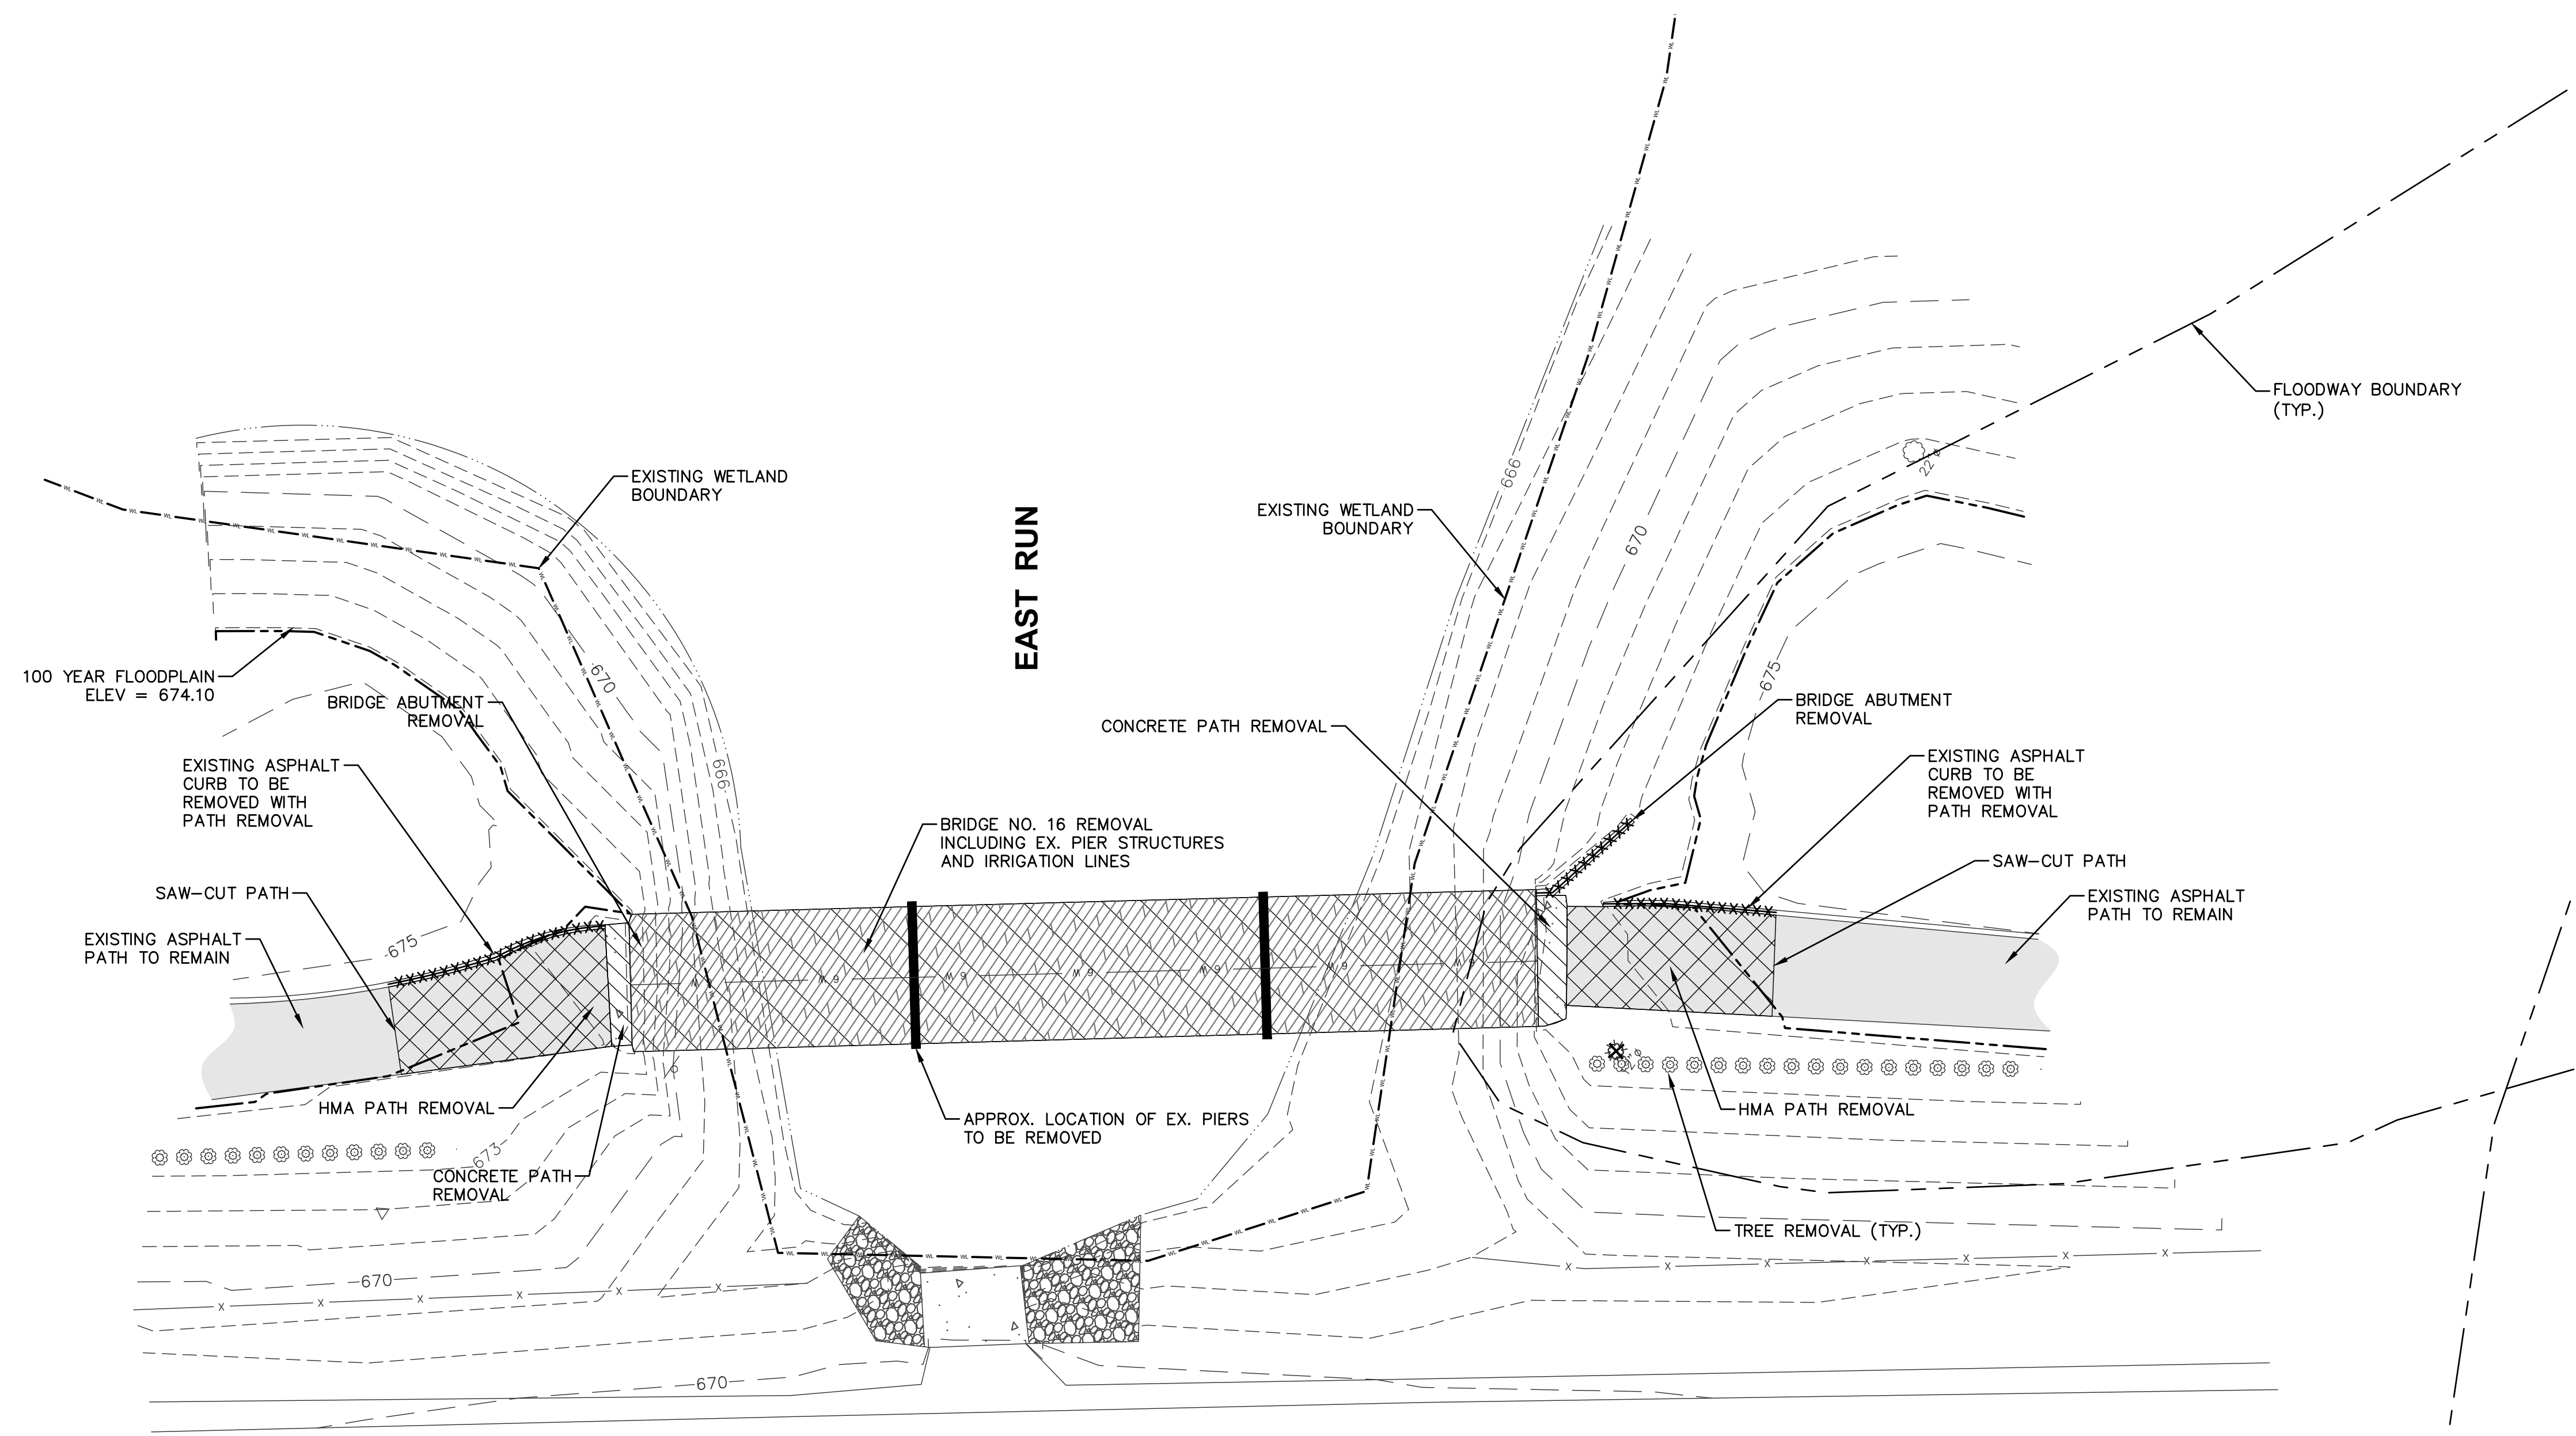 FLOODWAY BOUNDARY
(TYP.)
EXISTING WETLAND
BOUNDARY
EAST RUN
EXISTING WETLAND
BOUNDARY
666
670
22"ø
670
675
666
100 YEAR FLOODPLAIN
ELEV = 674.10
BRIDGE ABUTMENT
REMOVAL
CONCRETE PATH REMOVAL
BRIDGE ABUTMENT
REMOVAL
EXISTING ASPHALT
CURB TO BE
REMOVED WITH
PATH REMOVAL
EXISTING ASPHALT
CURB TO BE
REMOVED WITH
PATH REMOVAL
BRIDGE NO. 16 REMOVAL
INCLUDING EX. PIER STRUCTURES
AND IRRIGATION LINES
SAW-CUT PATH
SAW-CUT PATH
EXISTING ASPHALT
PATH TO REMAIN
EXISTING ASPHALT
PATH TO REMAIN
675
HMA PATH REMOVAL
APPROX. LOCATION OF EX. PIERS
TO BE REMOVED
HMA PATH REMOVAL
673
CONCRETE PATH
REMOVAL
TREE REMOVAL (TYP.)
670
670